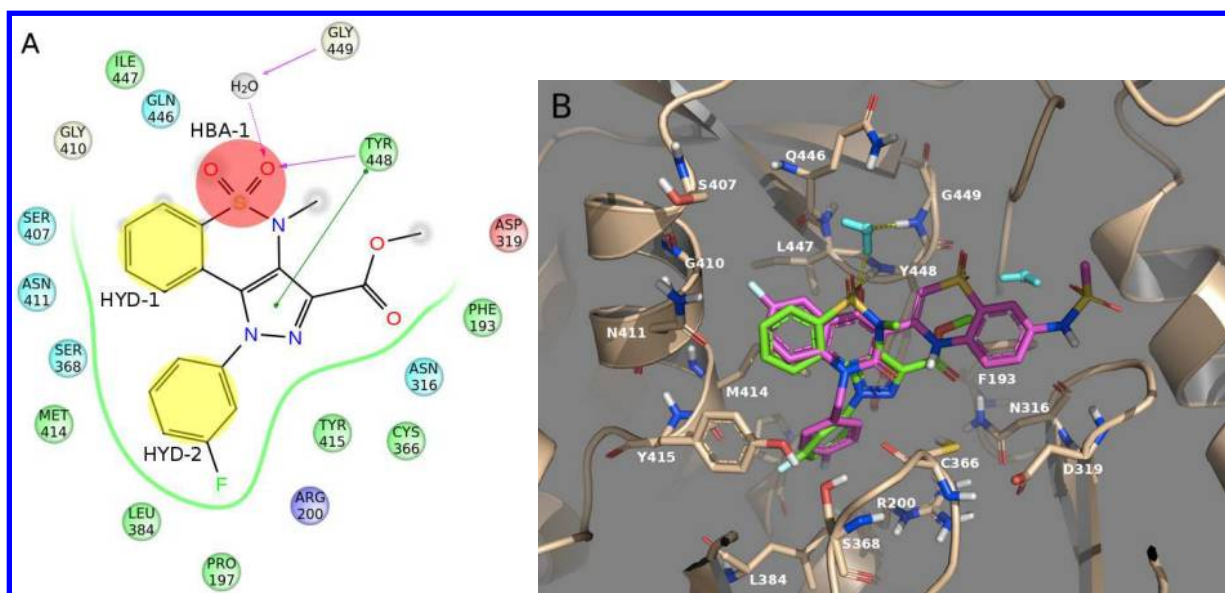 A
GLY
449
ILE
447
H₂O
GLN
446
HBA-1
GLY
410
TYR
448
O
O
S
N
SER
407
ASP
319
O
O
ASN
411
HYD-1
N
N
PHE
193
SER
368
ASN
316
MET
414
TYR
415
CYS
366
HYD-2
F
ARG
200
LEU
384
PRO
197
B
Q446
S407
G449
L447
G410
Y448
N411
M414
F193
N316
Y415
C366
D319
R200
S368
L384